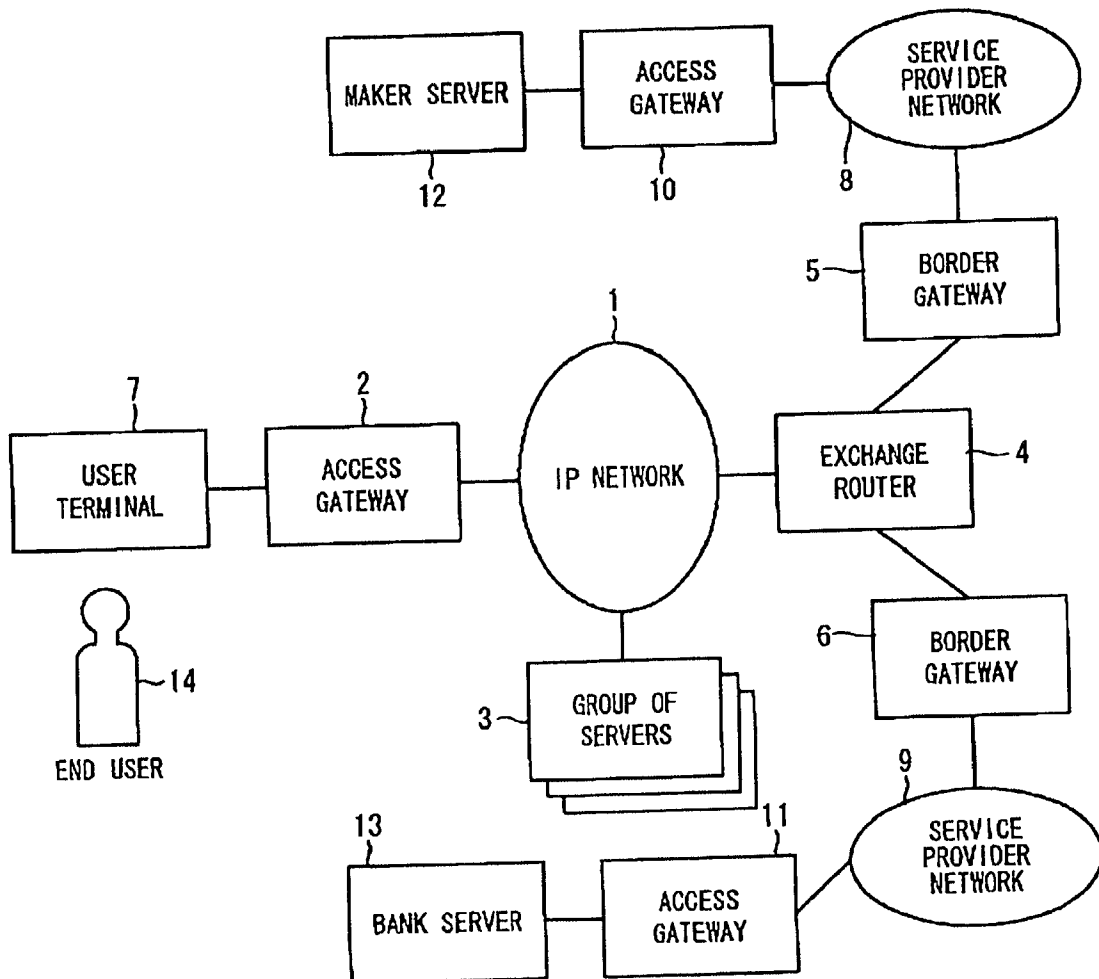 MAKER SERVER
12
ACCESS
GATEWAY
10
SERVICE
PROVIDER
NETWORK
8
5
BORDER
GATEWAY
1
7
USER
TERMINAL
2
ACCESS
GATEWAY
IP NETWORK
EXCHANGE
ROUTER
4
6
BORDER
GATEWAY
14
END USER
3
GROUP OF
SERVERS
9
SERVICE
PROVIDER
NETWORK
13
BANK SERVER
11
ACCESS
GATEWAY